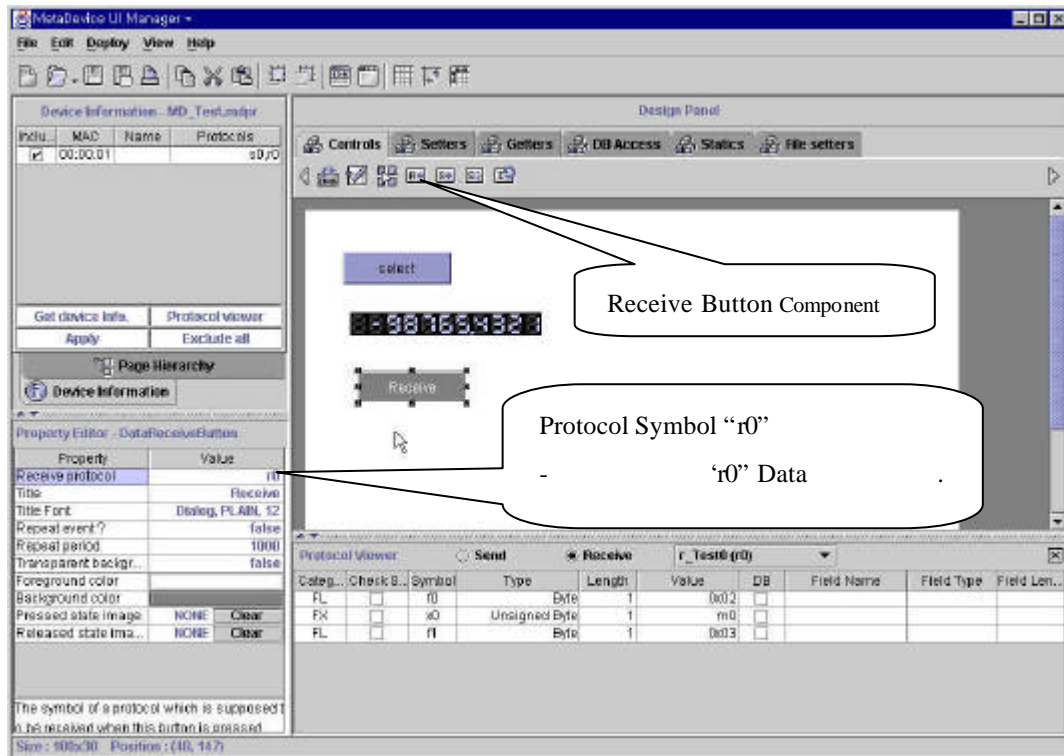 MetaDevice UI Manager
File Edit Deploy View Help
Device Information - MD_Test.mdpr
Design Panel
Inclu... MAC Name Protocols
00:00:01 s0,r0
Controls Setters Getters DB Access Statics File setters
select
-98765.4321
Receive
Receive Button Component
Get device info. Protocol viewer
Apply Exclude all
Page Hierarchy
Device Information
Property Editor - DataReceiveButton
Property Value
Receive protocol r0
Title Receive
Title Font Dialog, PLAIN, 12
Repeat event? false
Repeat period 1000
Transparent backgr... false
Foreground color
Background color
Pressed state image NONE Clear
Released state ima... NONE Clear
The symbol of a protocol which is supposed t
o be received when this button is pressed
Protocol Symbol “r0”
- ‘r0” Data .
Protocol Viewer Send Receive r_Test0 (r0)
Categ... Check B... Symbol Type Length Value DB Field Name Field Type Field Len...
FL f0 Byte 1 0x02
FX x0 Unsigned Byte 1 m0
FL f1 Byte 1 0x03
Size : 100x30 Position : (48, 147)